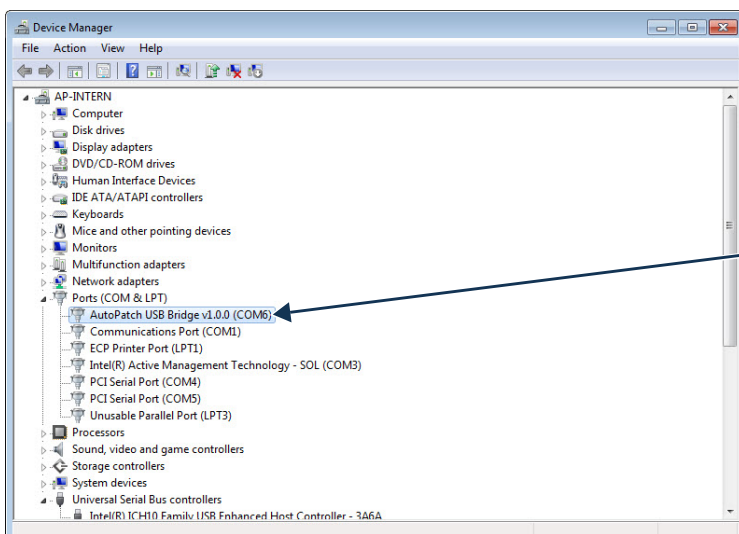 Device Manager
File Action View Help
AP-INTERN
Computer
Disk drives
Display adapters
DVD/CD-ROM drives
Human Interface Devices
IDE ATA/ATAPI controllers
Keyboards
Mice and other pointing devices
Monitors
Multifunction adapters
Network adapters
Ports (COM & LPT)
AutoPatch USB Bridge v1.0.0 (COM6)
Communications Port (COM1)
ECP Printer Port (LPT1)
Intel(R) Active Management Technology - SOL (COM3)
PCI Serial Port (COM4)
PCI Serial Port (COM5)
Unusable Parallel Port (LPT3)
Processors
Sound, video and game controllers
Storage controllers
System devices
Universal Serial Bus controllers
Intel(R) ICH10 Family USB Enhanced Host Controller - 3A6A